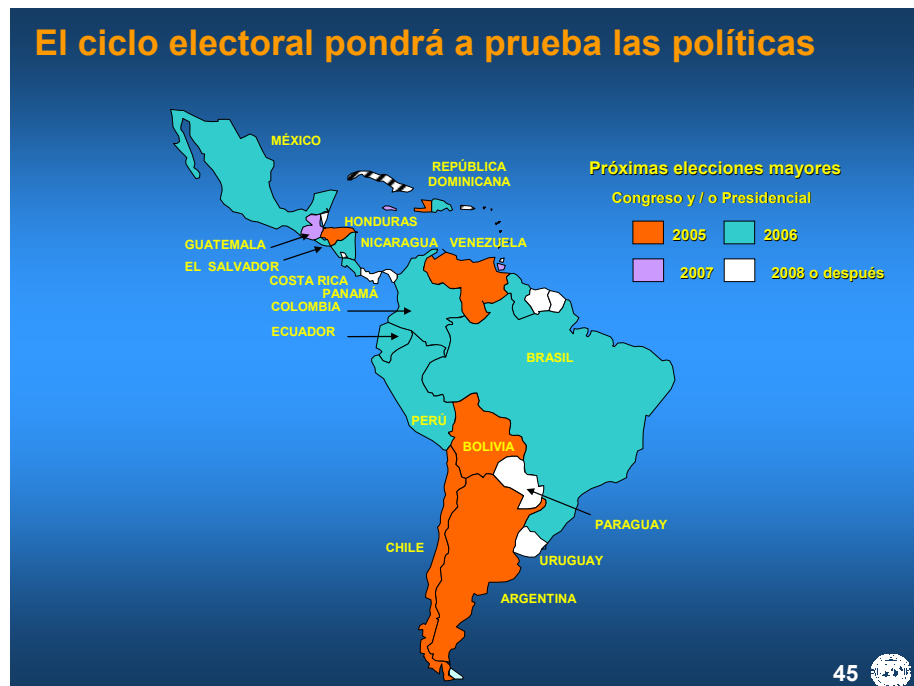 El ciclo electoral pondrá a prueba las políticas
MÉXICO
REPÚBLICA
DOMINICANA
Próximas elecciones mayores
Congreso y / o Presidencial
2005
2006
2007
2008 o después
HONDURAS
GUATEMALA
NICARAGUA
VENEZUELA
EL SALVADOR
COSTA RICA
PANAMÁ
COLOMBIA
ECUADOR
BRASIL
PERÚ
BOLIVIA
PARAGUAY
CHILE
URUGUAY
ARGENTINA
45